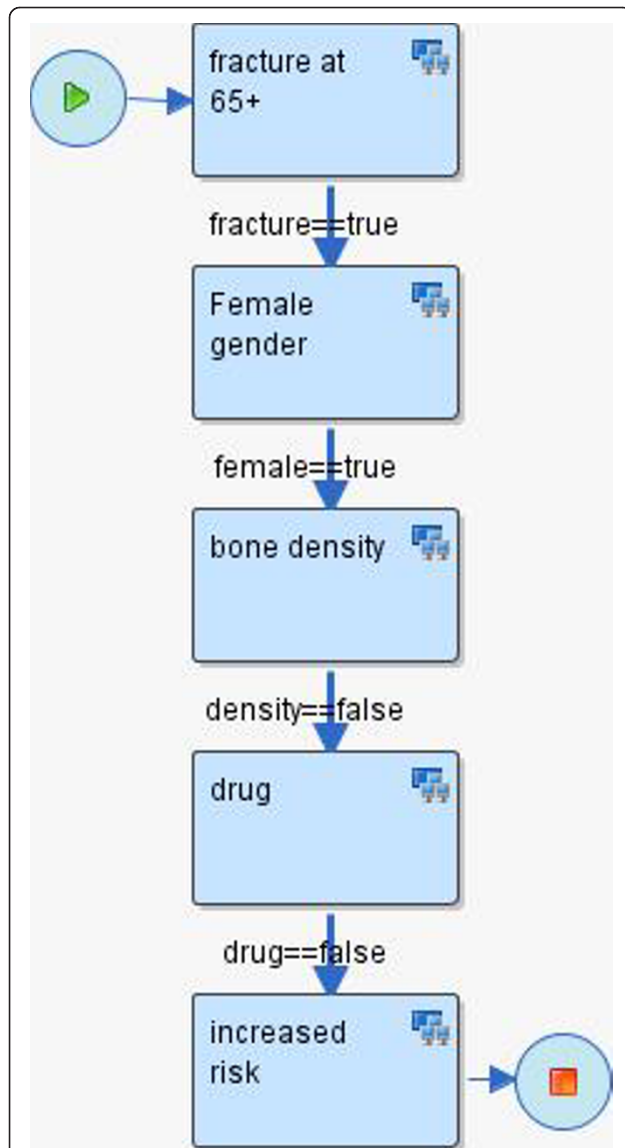 fracture at
65+
fracture==true
Female
gender
female==true
bone density
density==false
drug
drug==false
increased
risk